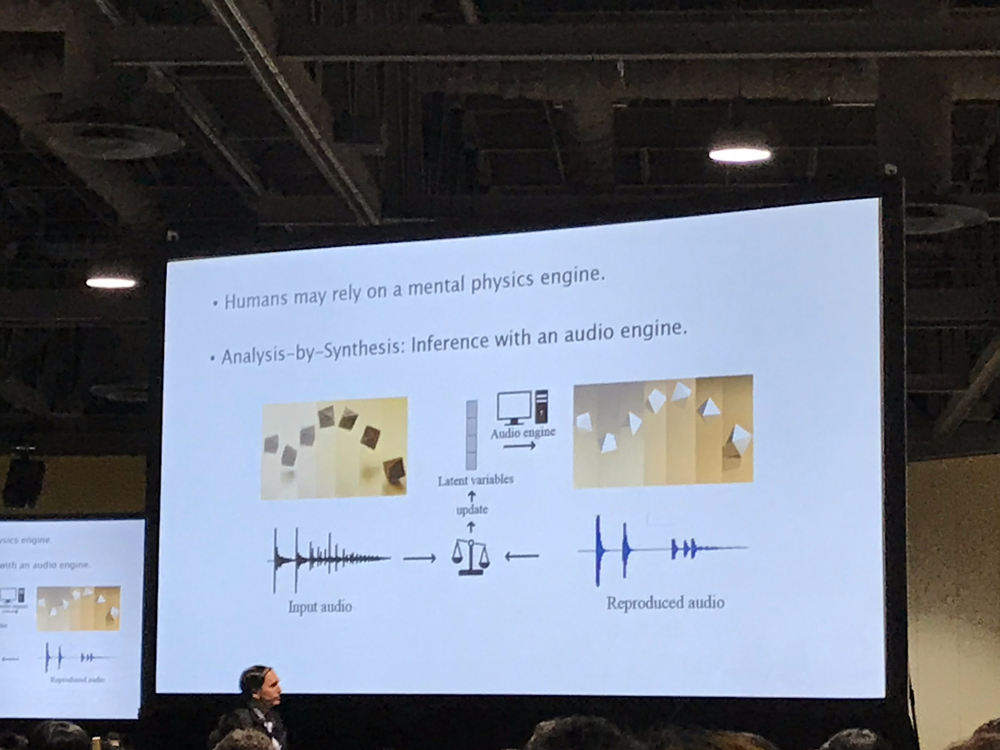 • Humans may rely on a mental physics engine.
• Analysis-by-Synthesis: Inference with an audio engine.
Audio engine
Latent variables
update
Input audio
Reproduced audio
engine.
with an audio engine.
Reproduced audio